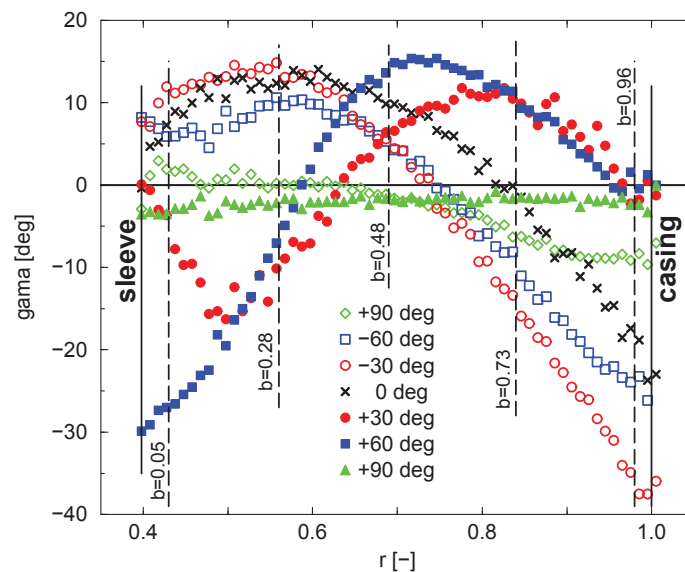 20
10
0
−10
−20
−30
−40
gama [deg]
sleeve
casing
b=0.05
b=0.28
b=0.48
b=0.73
b=0.96
+90 deg
−60 deg
−30 deg
0 deg
+30 deg
+60 deg
+90 deg
0.4
0.6
0.8
1.0
r [−]